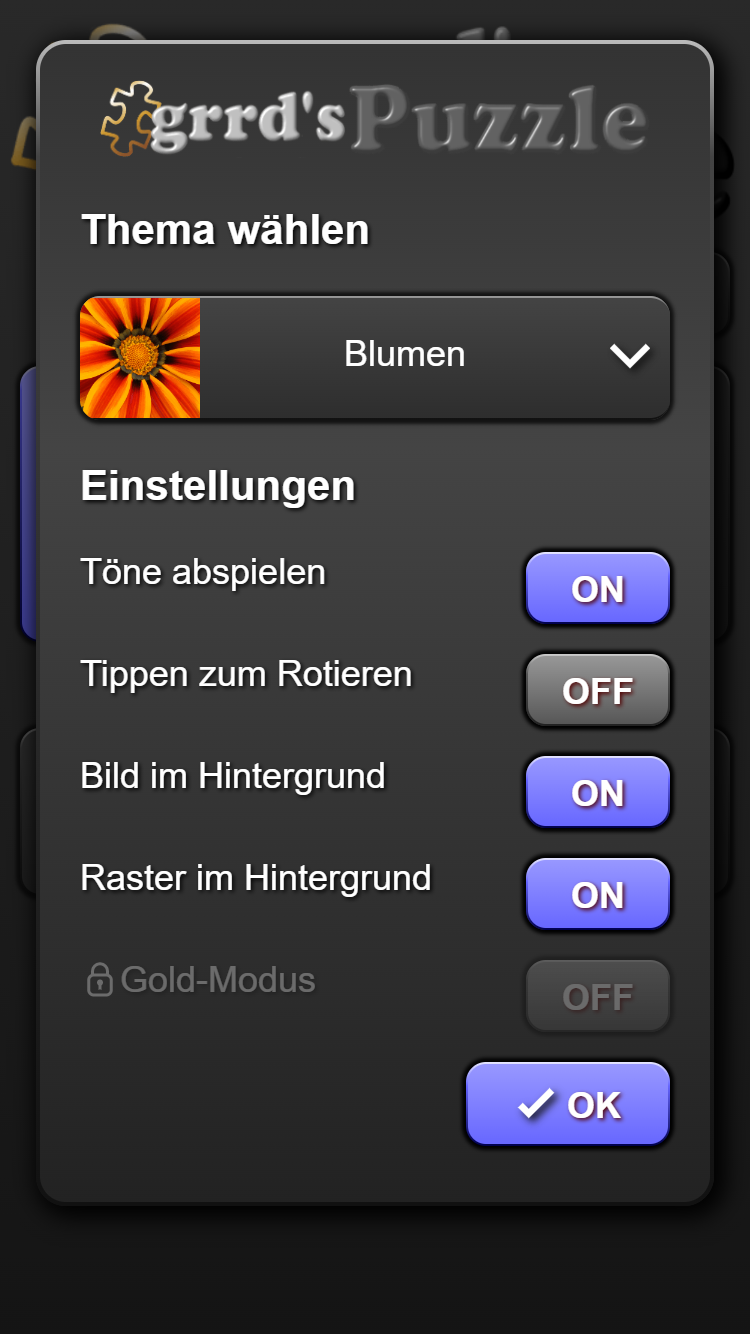 grrd's Puzzle
Thema wählen
Blumen
Einstellungen
Töne abspielen
ON
Tippen zum Rotieren
OFF
Bild im Hintergrund
ON
Raster im Hintergrund
ON
Gold-Modus
OFF
OK